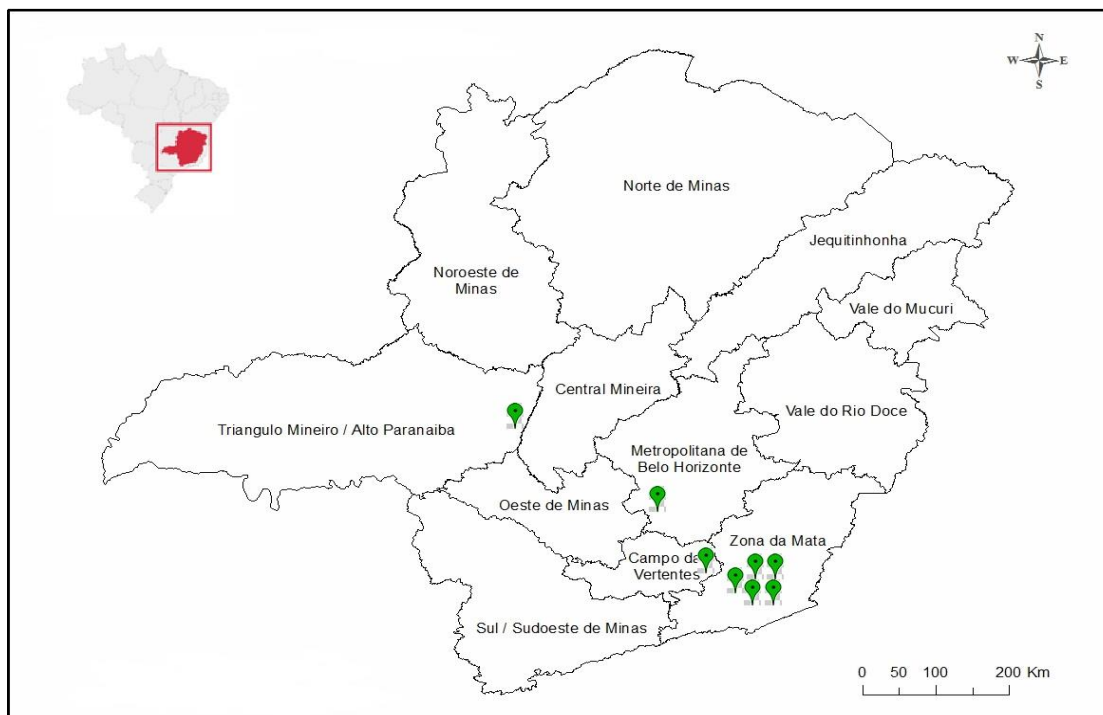 N
W E
S
Norte de Minas
Jequitinhonha
Noroeste de
Minas
Vale do Mucuri
Central Mineira
Vale do Rio Doce
Triangulo Mineiro / Alto Paranaiba
Metropolitana de
Belo Horizonte
Oeste de Minas
Zona da Mata
Campo da
Vertentes
Sul / Sudoeste de Minas
0 50 100 200 Km